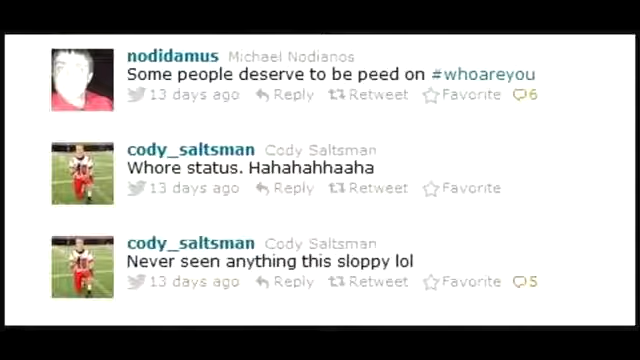 nodidamus Michael Nodianos
Some people deserve to be peed on #whoareyou
13 days ago Reply Retweet Favorite 6
cody_saltsman Cody Saltsman
Whore status. Hahahahhaaha
13 days ago Reply Retweet Favorite
cody_saltsman Cody Saltsman
Never seen anything this sloppy lol
13 days ago Reply Retweet Favorite 5